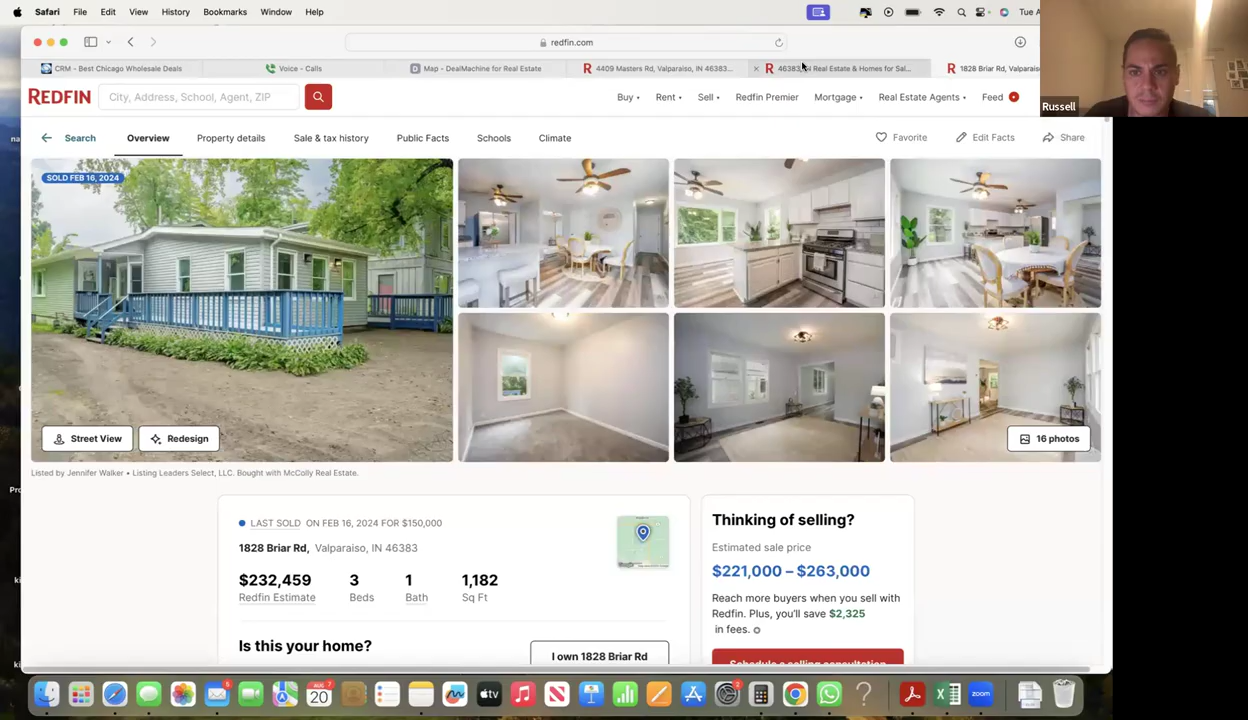 Safari File Edit View History Bookmarks Window Help Tue A
redfin.com
CRM - Best Chicago Wholesale Deals Voice - Calls Map - DealMachine for Real Estate 4409 Masters Rd, Valparaiso, IN 46383... Real Estate & Homes for Sal... 1828 Briar Rd, Valparais
Russell
REDFIN City, Address, School, Agent, ZIP Buy Rent Sell Redfin Premier Mortgage Real Estate Agents Feed
Search Overview Property details Sale & tax history Public Facts Schools Climate Favorite Edit Facts Share
SOLD FEB 16, 2024
Street View Redesign 16 photos
Listed by Jennifer Walker • Listing Leaders Select, LLC. Bought with McColly Real Estate.
LAST SOLD ON FEB 16, 2024 FOR $150,000
1828 Briar Rd, Valparaiso, IN 46383
$232,459 3 1 1,182
Redfin Estimate Beds Bath Sq Ft
Is this your home? I own 1828 Briar Rd
Thinking of selling?
Estimated sale price
$221,000 – $263,000
Reach more buyers when you sell with
Redfin. Plus, you'll save $2,325
in fees.
Schedule a selling consultation
AUG
20
tv
zoom